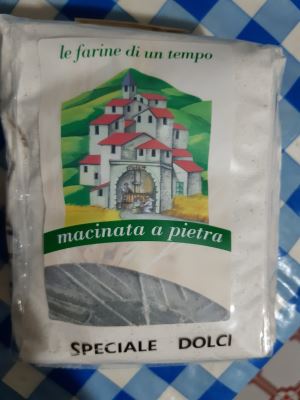 le farine di un tempo
macinata a pietra
SPECIALE DOLCI